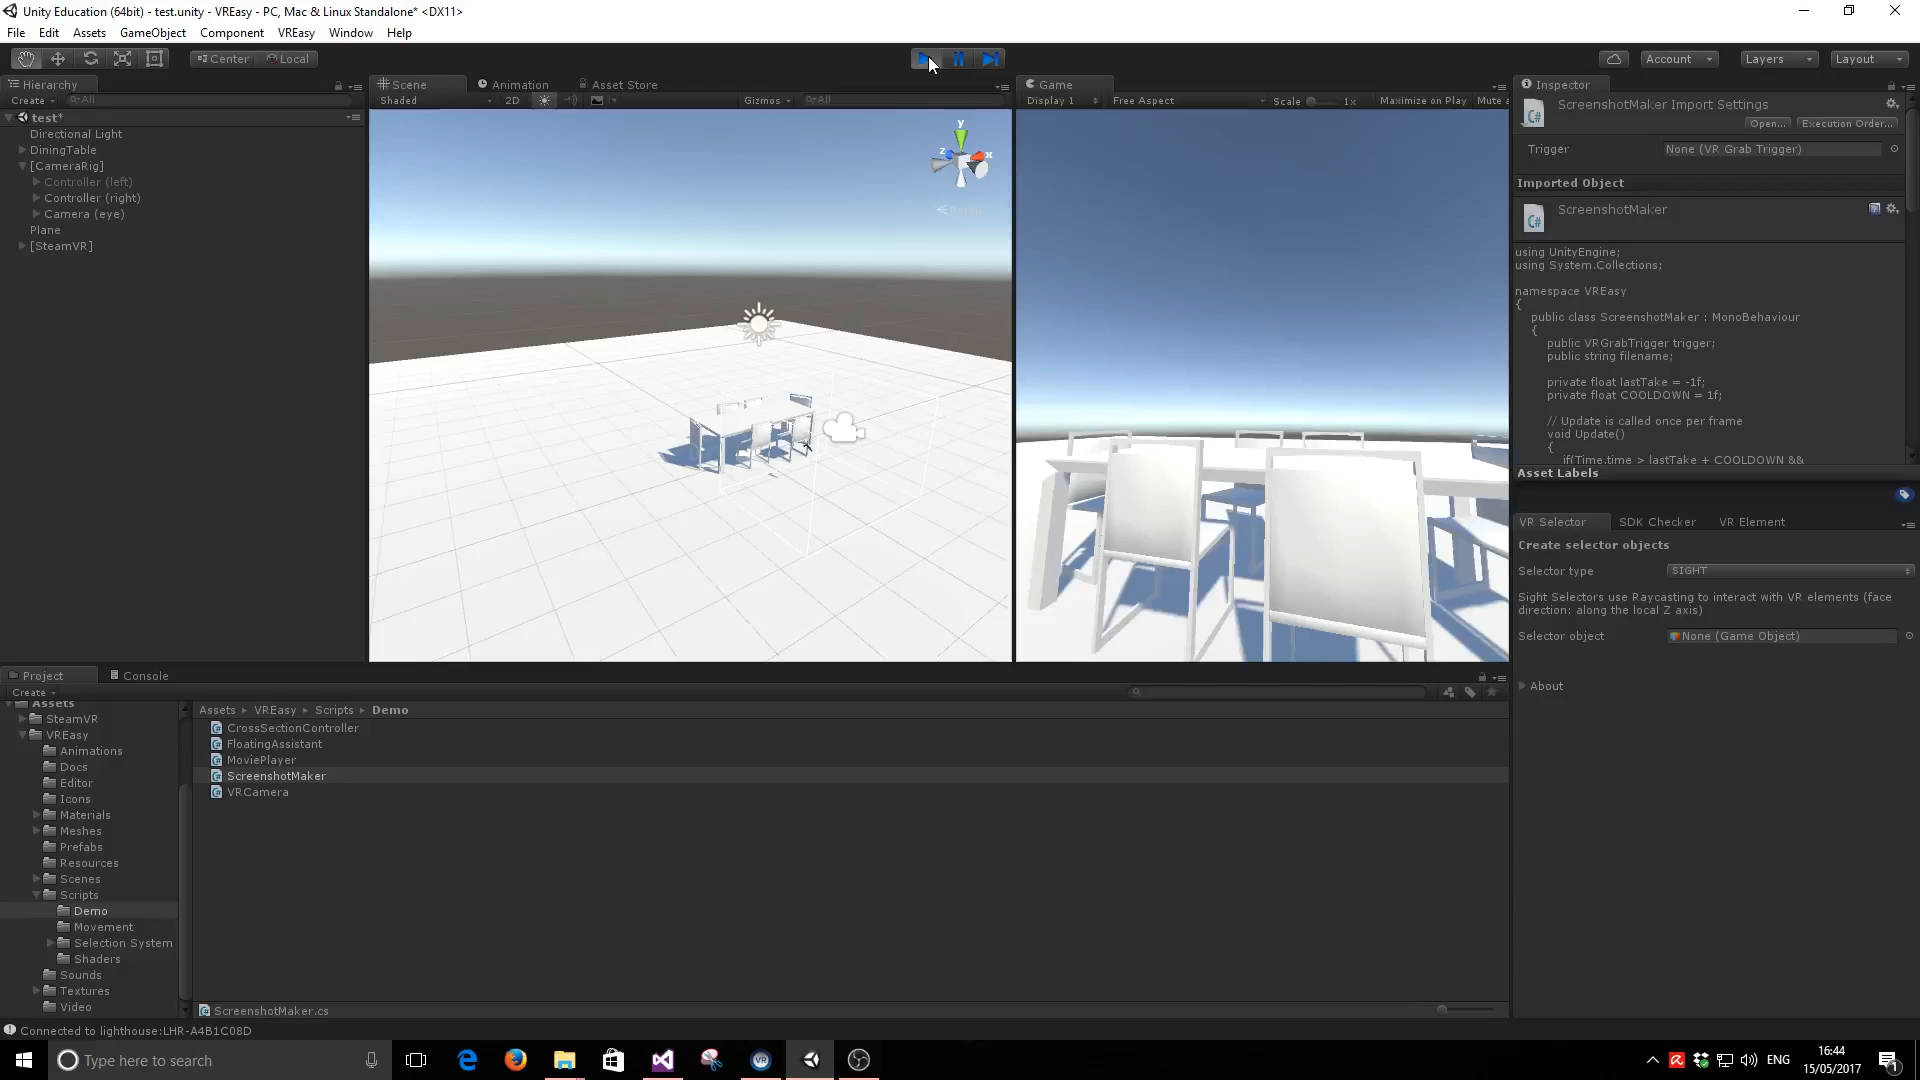 Unity Education (64bit) - test.unity - VREasy - PC, Mac & Linux Standalone* <DX11>
File Edit Assets GameObject Component VREasy Window Help
Center Local
Account Layers Layout
Hierarchy
Create All
test*
Directional Light
DiningTable
[CameraRig]
Controller (left)
Controller (right)
Camera (eye)
Plane
[SteamVR]
Scene Animation Asset Store
Shaded 2D Gizmos All
y
z
x
Persp
Game
Display 1 Free Aspect Scale 1x Maximize on Play Mute a
Inspector
ScreenshotMaker Import Settings
Open... Execution Order...
Trigger None (VR Grab Trigger)
Imported Object
ScreenshotMaker
using UnityEngine;
using System.Collections;
namespace VREasy
{
public class ScreenshotMaker : MonoBehaviour
{
public VRGrabTrigger trigger;
public string filename;
private float lastTake = -1f;
private float COOLDOWN = 1f;
// Update is called once per frame
void Update()
{
if(Time.time > lastTake + COOLDOWN &&
Asset Labels
VR Selector SDK Checker VR Element
Create selector objects
Selector type SIGHT
Sight Selectors use Raycasting to interact with VR elements (face
direction: along the local Z axis)
Selector object None (Game Object)
About
Project Console
Create
Assets
SteamVR
VREasy
Animations
Docs
Editor
Icons
Materials
Meshes
Prefabs
Resources
Scenes
Scripts
Demo
Movement
Selection System
Shaders
Sounds
Textures
Video
Assets VREasy Scripts Demo
CrossSectionController
FloatingAssistant
MoviePlayer
ScreenshotMaker
VRCamera
ScreenshotMaker.cs
Connected to lighthouse:LHR-A4B1C08D
Type here to search
ENG
16:44
15/05/2017
1